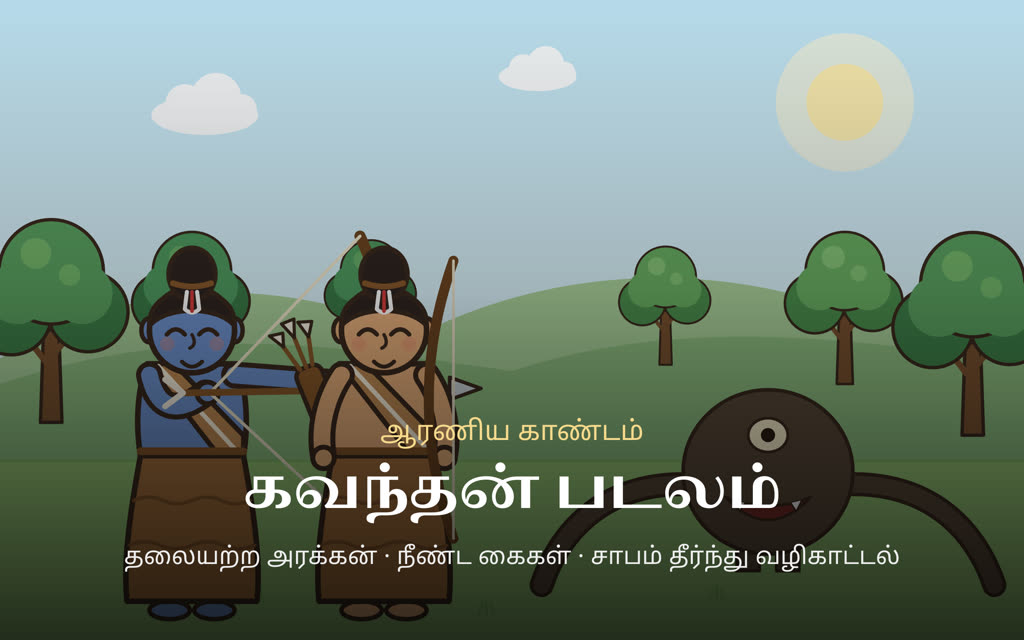 ஆரணிய காண்டம்
கவந்தன் படலம்
தலையற்ற அரக்கன் · நீண்ட கைகள் · சாபம் தீர்ந்து வழிகாட்டல்